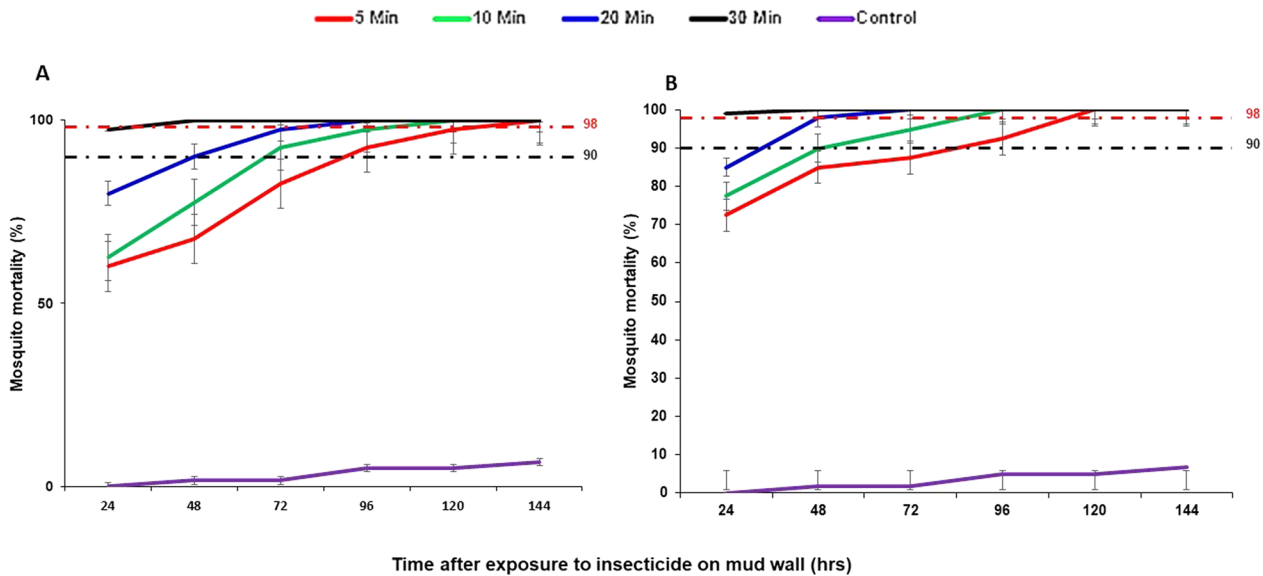 5 Min 10 Min 20 Min 30 Min Control
A
B
Mosquito mortality (%)
100
50
0
98
90
24 48 72 96 120 144
Mosquito mortality (%)
100
90
80
70
60
50
40
30
20
10
0
98
90
24 48 72 96 120 144
Time after exposure to insecticide on mud wall (hrs)